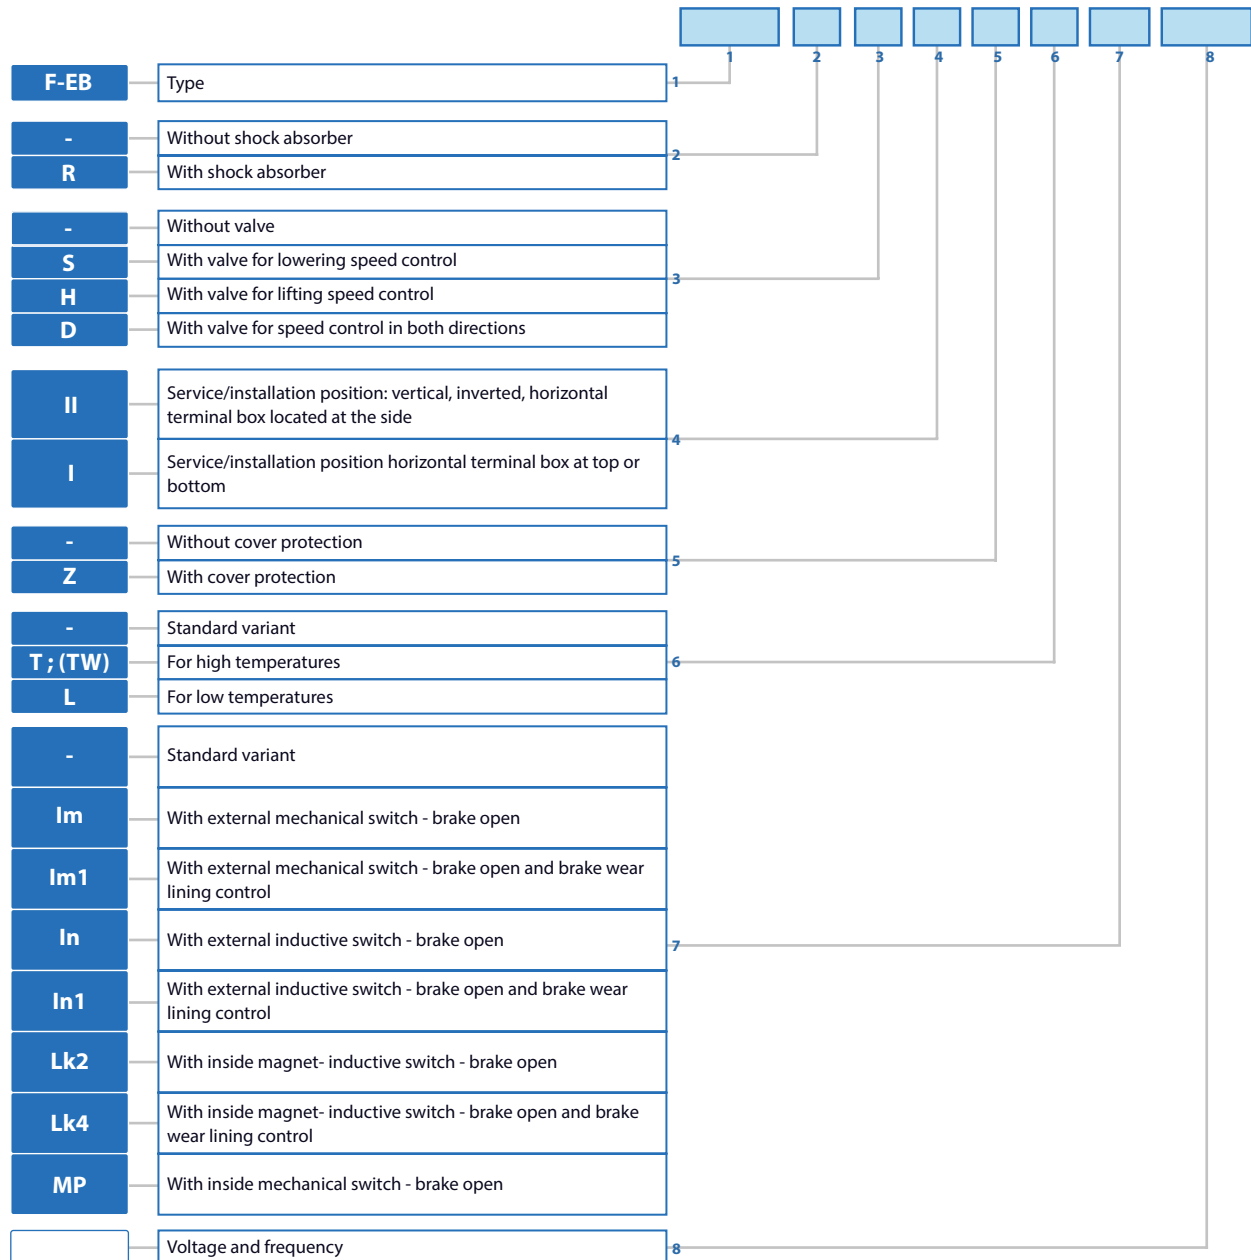 1 2 3 4 5 6 7 8
F-EB Type 1
- Without shock absorber
2
R With shock absorber
- Without valve
S With valve for lowering speed control
3
H With valve for lifting speed control
D With valve for speed control in both directions
II Service/installation position: vertical, inverted, horizontal
terminal box located at the side
4
I Service/installation position horizontal terminal box at top or
bottom
- Without cover protection
5
Z With cover protection
- Standard variant
T ; (TW) For high temperatures 6
L For low temperatures
- Standard variant
Im With external mechanical switch - brake open
Im1 With external mechanical switch - brake open and brake wear
lining control
In With external inductive switch - brake open 7
In1 With external inductive switch - brake open and brake wear
lining control
Lk2 With inside magnet- inductive switch - brake open
Lk4 With inside magnet- inductive switch - brake open and brake
wear lining control
MP With inside mechanical switch - brake open
Voltage and frequency 8